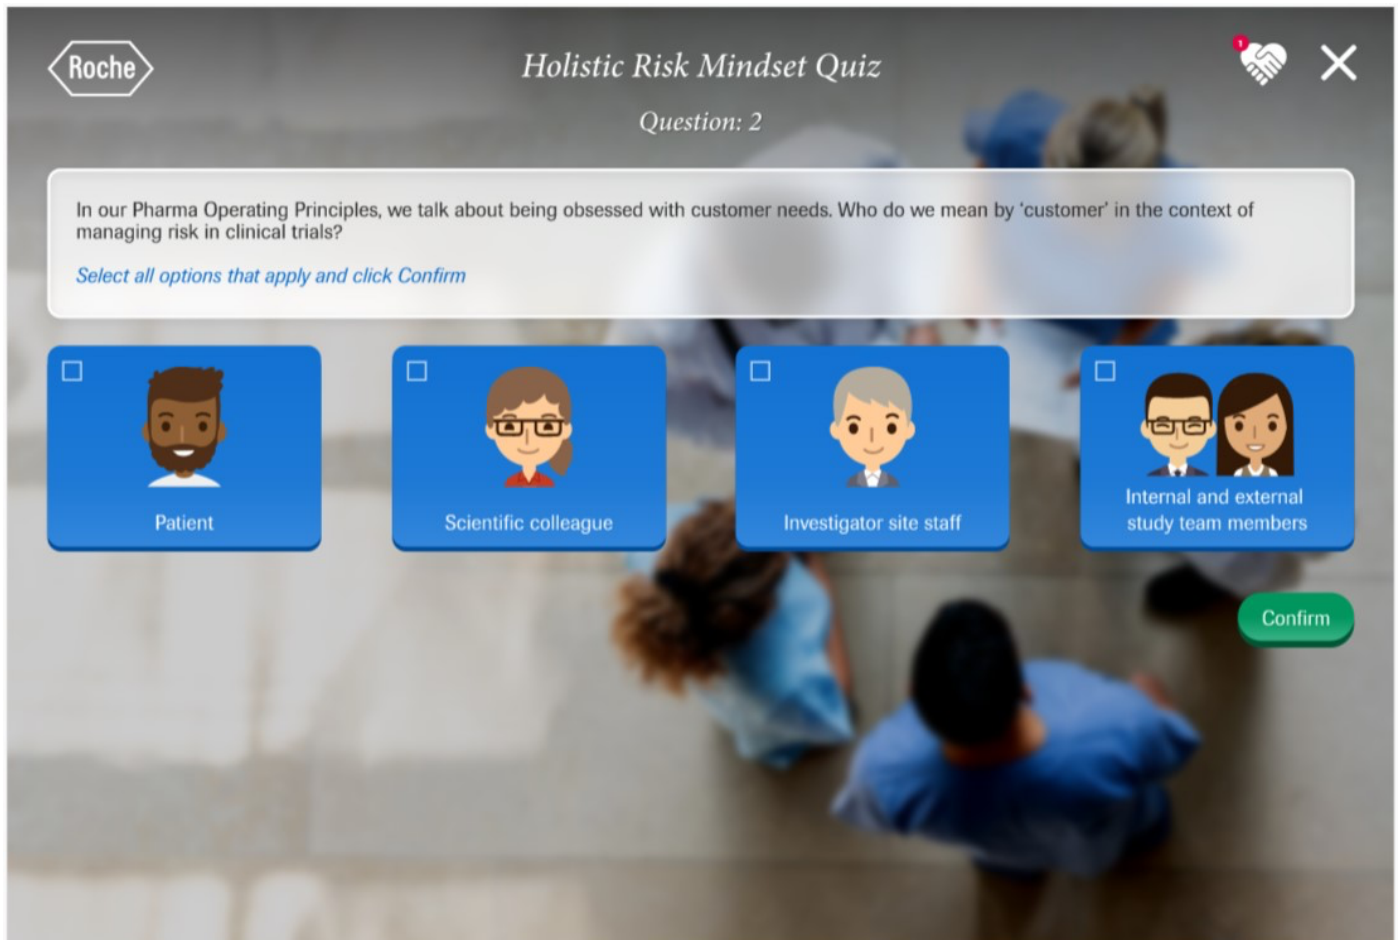 Roche
Holistic Risk Mindset Quiz
1
Question: 2
In our Pharma Operating Principles, we talk about being obsessed with customer needs. Who do we mean by ‘customer’ in the context of
managing risk in clinical trials?
Select all options that apply and click Confirm
Patient
Scientific colleague
Investigator site staff
Internal and external
study team members
Confirm